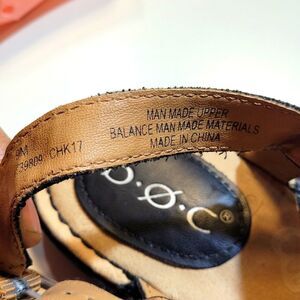 MAN MADE UPPER
BALANCE MAN MADE MATERIALS
MADE IN CHINA
9M
CHK17
b.ø.c
®